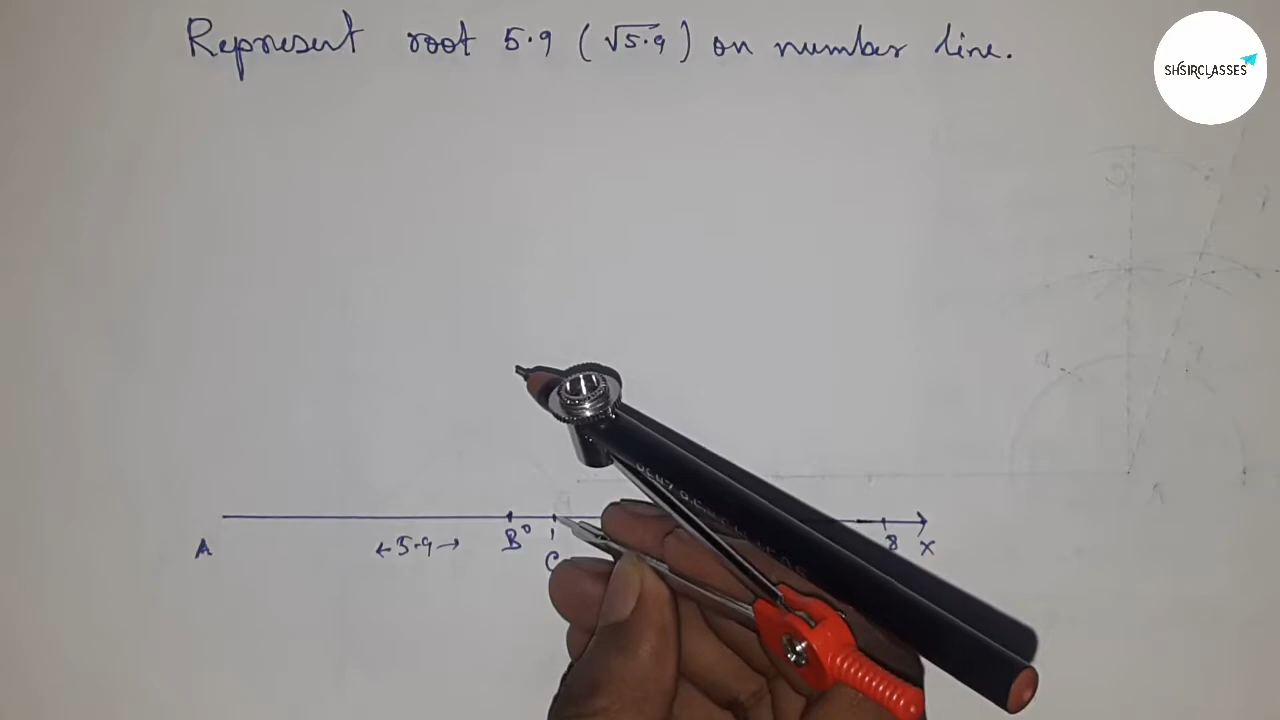 Represent root 5.9 (√5.9) on number line.
SHSIRCLASSES
A ←5.9→ B 0 1 8 X
C